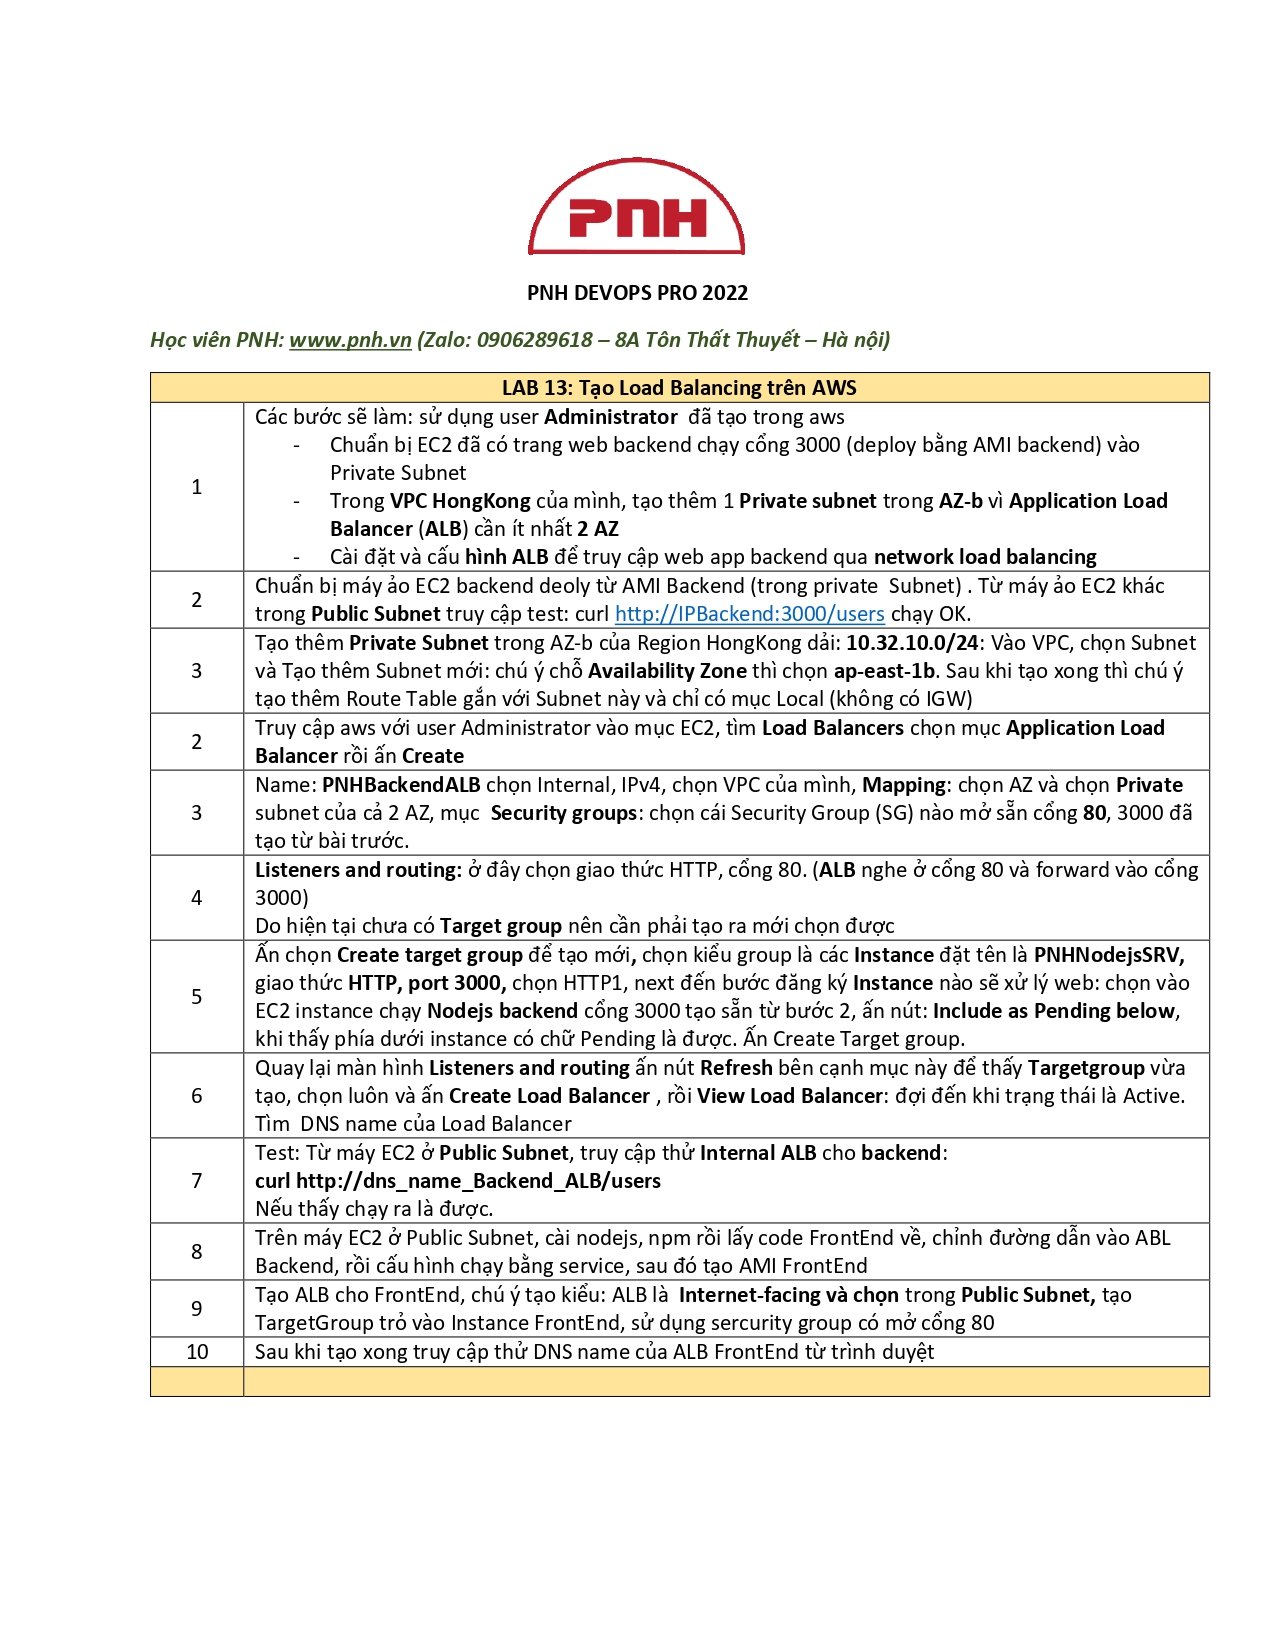 PNH
PNH DEVOPS PRO 2022
Học viên PNH: www.pnh.vn (Zalo: 0906289618 – 8A Tôn Thất Thuyết – Hà nội)
LAB 13: Tạo Load Balancing trên AWS
1
Các bước sẽ làm: sử dụng user Administrator đã tạo trong aws
- Chuẩn bị EC2 đã có trang web backend chạy cổng 3000 (deploy bằng AMI backend) vào
Private Subnet
- Trong VPC HongKong của mình, tạo thêm 1 Private subnet trong AZ-b vì Application Load
Balancer (ALB) cần ít nhất 2 AZ
- Cài đặt và cấu hình ALB để truy cập web app backend qua network load balancing
2
Chuẩn bị máy ảo EC2 backend deoly từ AMI Backend (trong private Subnet) . Từ máy ảo EC2 khác
trong Public Subnet truy cập test: curl http://IPBackend:3000/users chạy OK.
3
Tạo thêm Private Subnet trong AZ-b của Region HongKong dải: 10.32.10.0/24: Vào VPC, chọn Subnet
và Tạo thêm Subnet mới: chú ý chỗ Availability Zone thì chọn ap-east-1b. Sau khi tạo xong thì chú ý
tạo thêm Route Table gắn với Subnet này và chỉ có mục Local (không có IGW)
2
Truy cập aws với user Administrator vào mục EC2, tìm Load Balancers chọn mục Application Load
Balancer rồi ấn Create
3
Name: PNHBackendALB chọn Internal, IPv4, chọn VPC của mình, Mapping: chọn AZ và chọn Private
subnet của cả 2 AZ, mục Security groups: chọn cái Security Group (SG) nào mở sẵn cổng 80, 3000 đã
tạo từ bài trước.
4
Listeners and routing: ở đây chọn giao thức HTTP, cổng 80. (ALB nghe ở cổng 80 và forward vào cổng
3000)
Do hiện tại chưa có Target group nên cần phải tạo ra mới chọn được
5
Ấn chọn Create target group để tạo mới, chọn kiểu group là các Instance đặt tên là PNHNodejsSRV,
giao thức HTTP, port 3000, chọn HTTP1, next đến bước đăng ký Instance nào sẽ xử lý web: chọn vào
EC2 instance chạy Nodejs backend cổng 3000 tạo sẵn từ bước 2, ấn nút: Include as Pending below,
khi thấy phía dưới instance có chữ Pending là được. Ấn Create Target group.
6
Quay lại màn hình Listeners and routing ấn nút Refresh bên cạnh mục này để thấy Targetgroup vừa
tạo, chọn luôn và ấn Create Load Balancer , rồi View Load Balancer: đợi đến khi trạng thái là Active.
Tìm DNS name của Load Balancer
7
Test: Từ máy EC2 ở Public Subnet, truy cập thử Internal ALB cho backend:
curl http://dns_name_Backend_ALB/users
Nếu thấy chạy ra là được.
8
Trên máy EC2 ở Public Subnet, cài nodejs, npm rồi lấy code FrontEnd về, chỉnh đường dẫn vào ABL
Backend, rồi cấu hình chạy bằng service, sau đó tạo AMI FrontEnd
9
Tạo ALB cho FrontEnd, chú ý tạo kiểu: ALB là Internet-facing và chọn trong Public Subnet, tạo
TargetGroup trỏ vào Instance FrontEnd, sử dụng sercurity group có mở cổng 80
10
Sau khi tạo xong truy cập thử DNS name của ALB FrontEnd từ trình duyệt